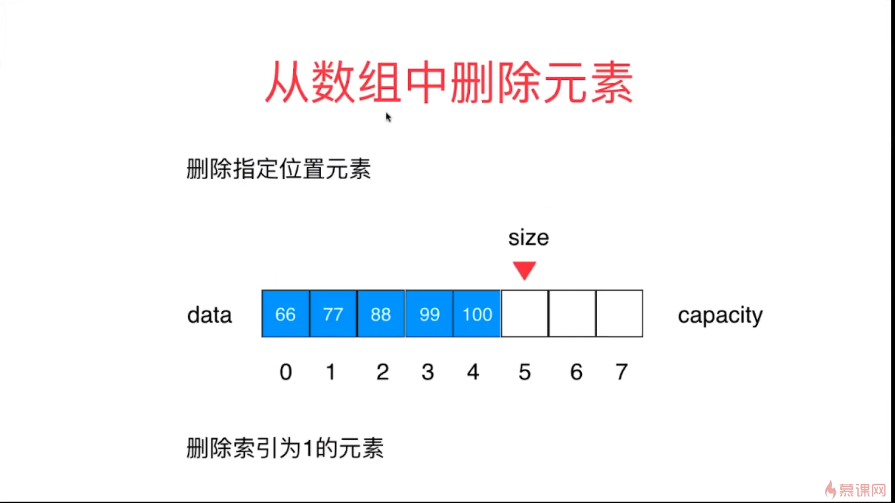 从数组中删除元素
删除指定位置元素
size
data 66 77 88 99 100 capacity
0 1 2 3 4 5 6 7
删除索引为1的元素
慕课网